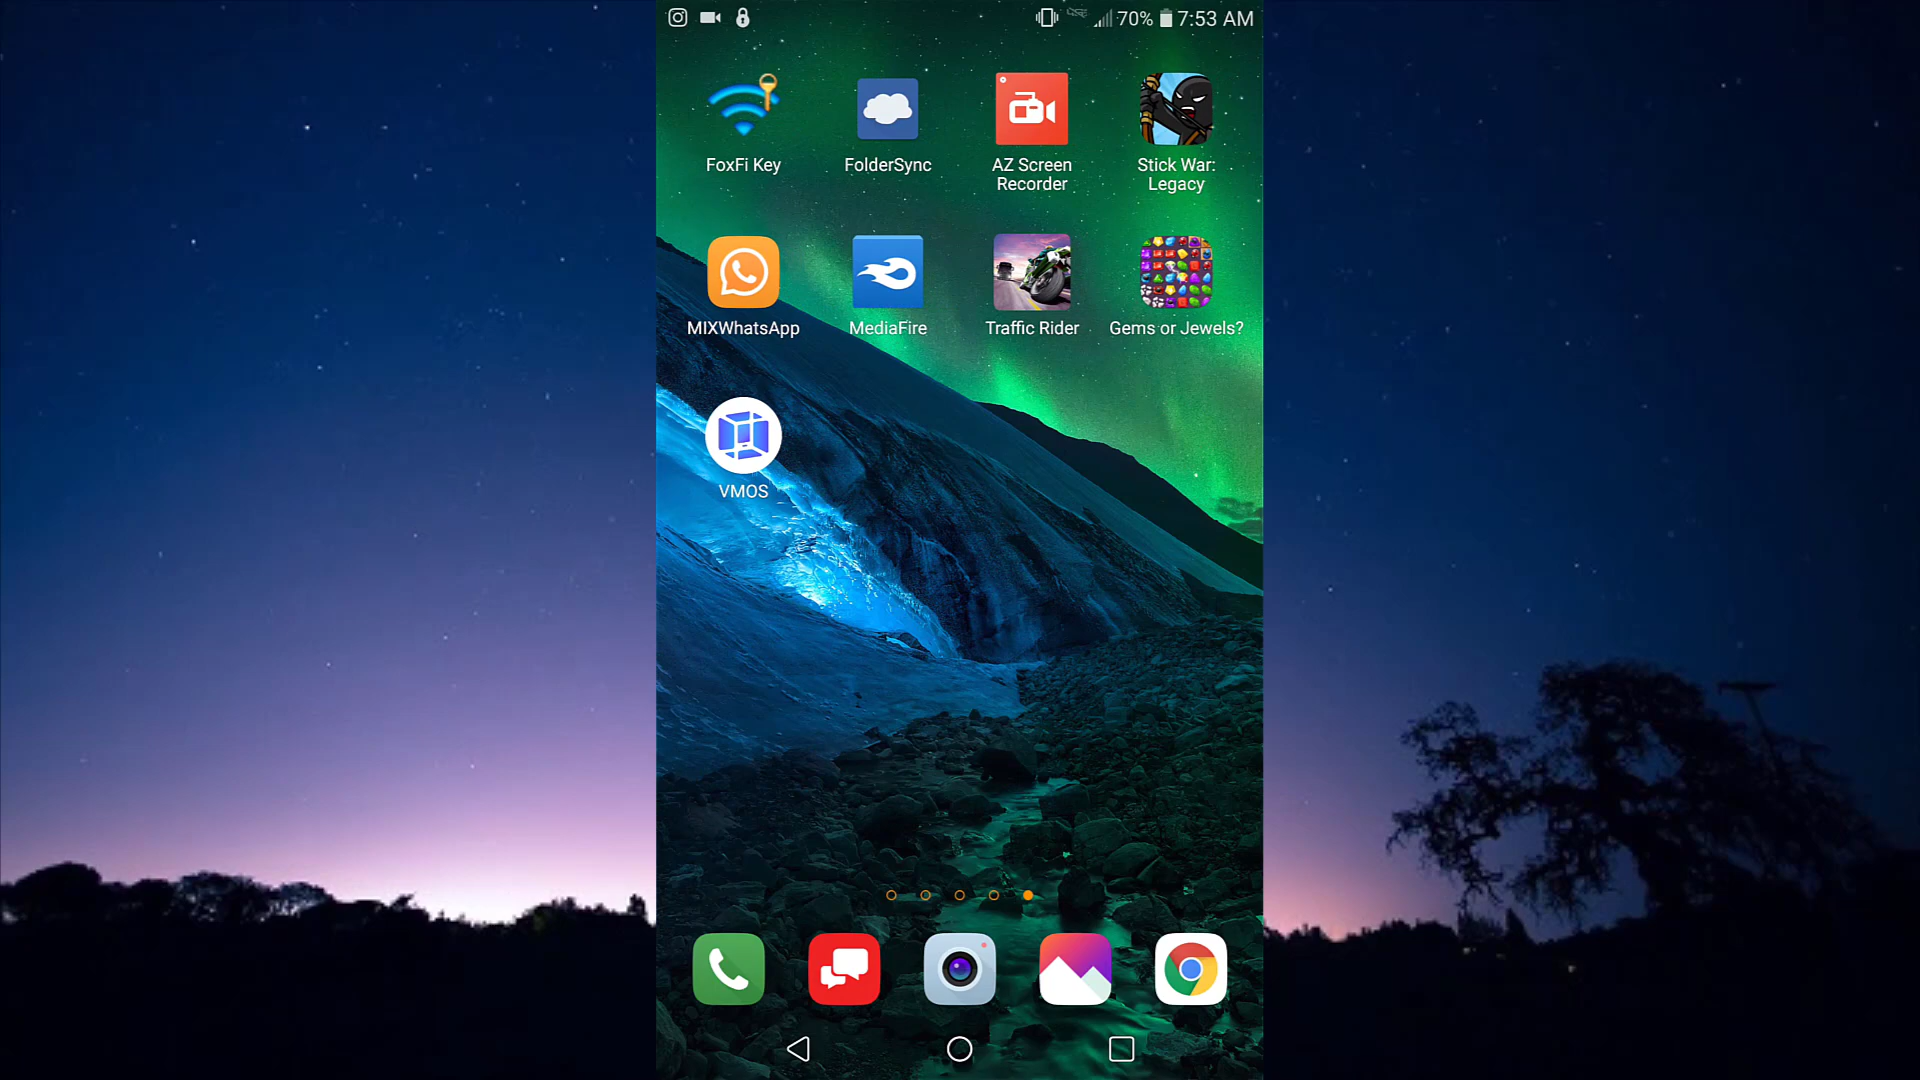 70% 7:53 AM
FoxFi Key
FolderSync
AZ Screen
Recorder
Stick War:
Legacy
MIXWhatsApp
MediaFire
Traffic Rider
Gems or Jewels?
VMOS